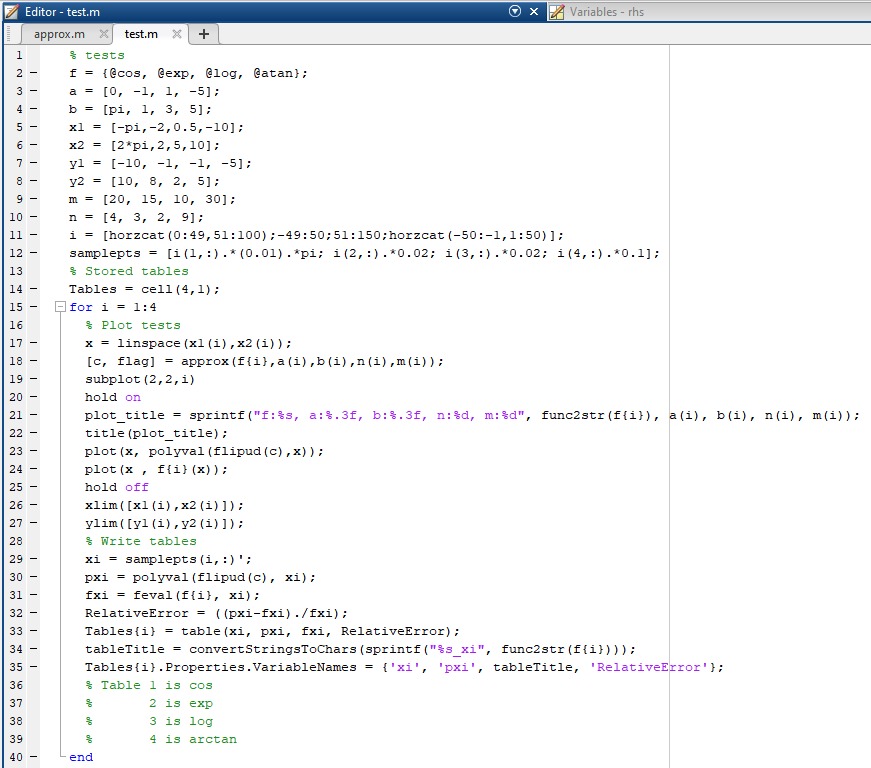 Editor - test.m
Variables - rhs
approx.m
test.m
+
1 % tests
2 – f = {@cos, @exp, @log, @atan};
3 – a = [0, -1, 1, -5];
4 – b = [pi, 1, 3, 5];
5 – x1 = [-pi,-2,0.5,-10];
6 – x2 = [2*pi,2,5,10];
7 – y1 = [-10, -1, -1, -5];
8 – y2 = [10, 8, 2, 5];
9 – m = [20, 15, 10, 30];
10 – n = [4, 3, 2, 9];
11 – i = [horzcat(0:49,51:100);-49:50;51:150;horzcat(-50:-1,1:50)];
12 – samplepts = [i(1,:).*(0.01).*pi; i(2,:).*0.02; i(3,:).*0.02; i(4,:).*0.1];
13 % Stored tables
14 – Tables = cell(4,1);
15 – for i = 1:4
16 % Plot tests
17 – x = linspace(x1(i),x2(i));
18 – [c, flag] = approx(f{i},a(i),b(i),n(i),m(i));
19 – subplot(2,2,i)
20 – hold on
21 – plot_title = sprintf("f:%s, a:%.3f, b:%.3f, n:%d, m:%d", func2str(f{i}), a(i), b(i), n(i), m(i));
22 – title(plot_title);
23 – plot(x, polyval(flipud(c),x));
24 – plot(x , f{i}(x));
25 – hold off
26 – xlim([x1(i),x2(i)]);
27 – ylim([y1(i),y2(i)]);
28 % Write tables
29 – xi = samplepts(i,:)';
30 – pxi = polyval(flipud(c), xi);
31 – fxi = feval(f{i}, xi);
32 – RelativeError = ((pxi-fxi)./fxi);
33 – Tables{i} = table(xi, pxi, fxi, RelativeError);
34 – tableTitle = convertStringsToChars(sprintf("%s_xi", func2str(f{i})));
35 – Tables{i}.Properties.VariableNames = {'xi', 'pxi', tableTitle, 'RelativeError'};
36 % Table 1 is cos
37 % 2 is exp
38 % 3 is log
39 % 4 is arctan
40 – end